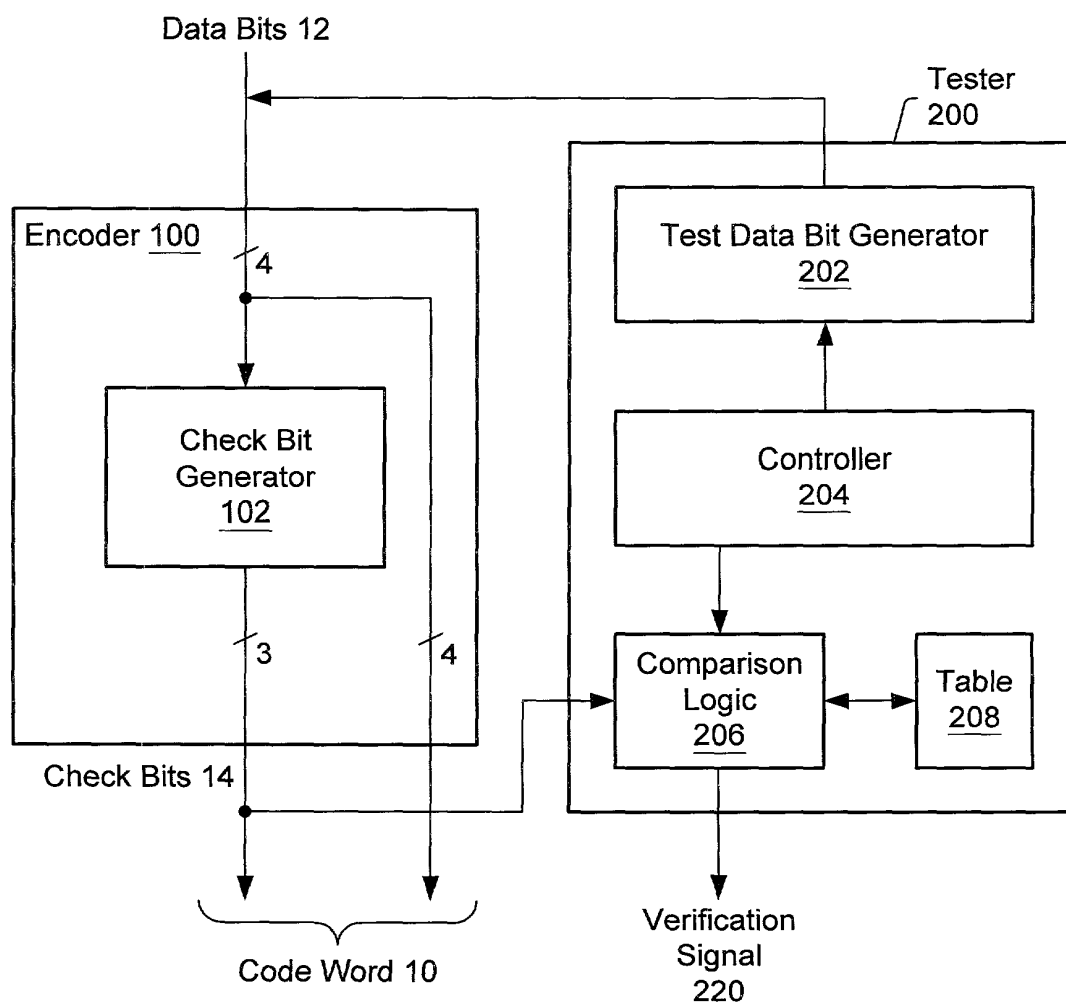 Data Bits 12
Tester
200
Encoder 100
4
Test Data Bit Generator
202
Check Bit
Generator
102
Controller
204
3
4
Comparison
Logic
206
Table
208
Check Bits 14
Code Word 10
Verification
Signal
220